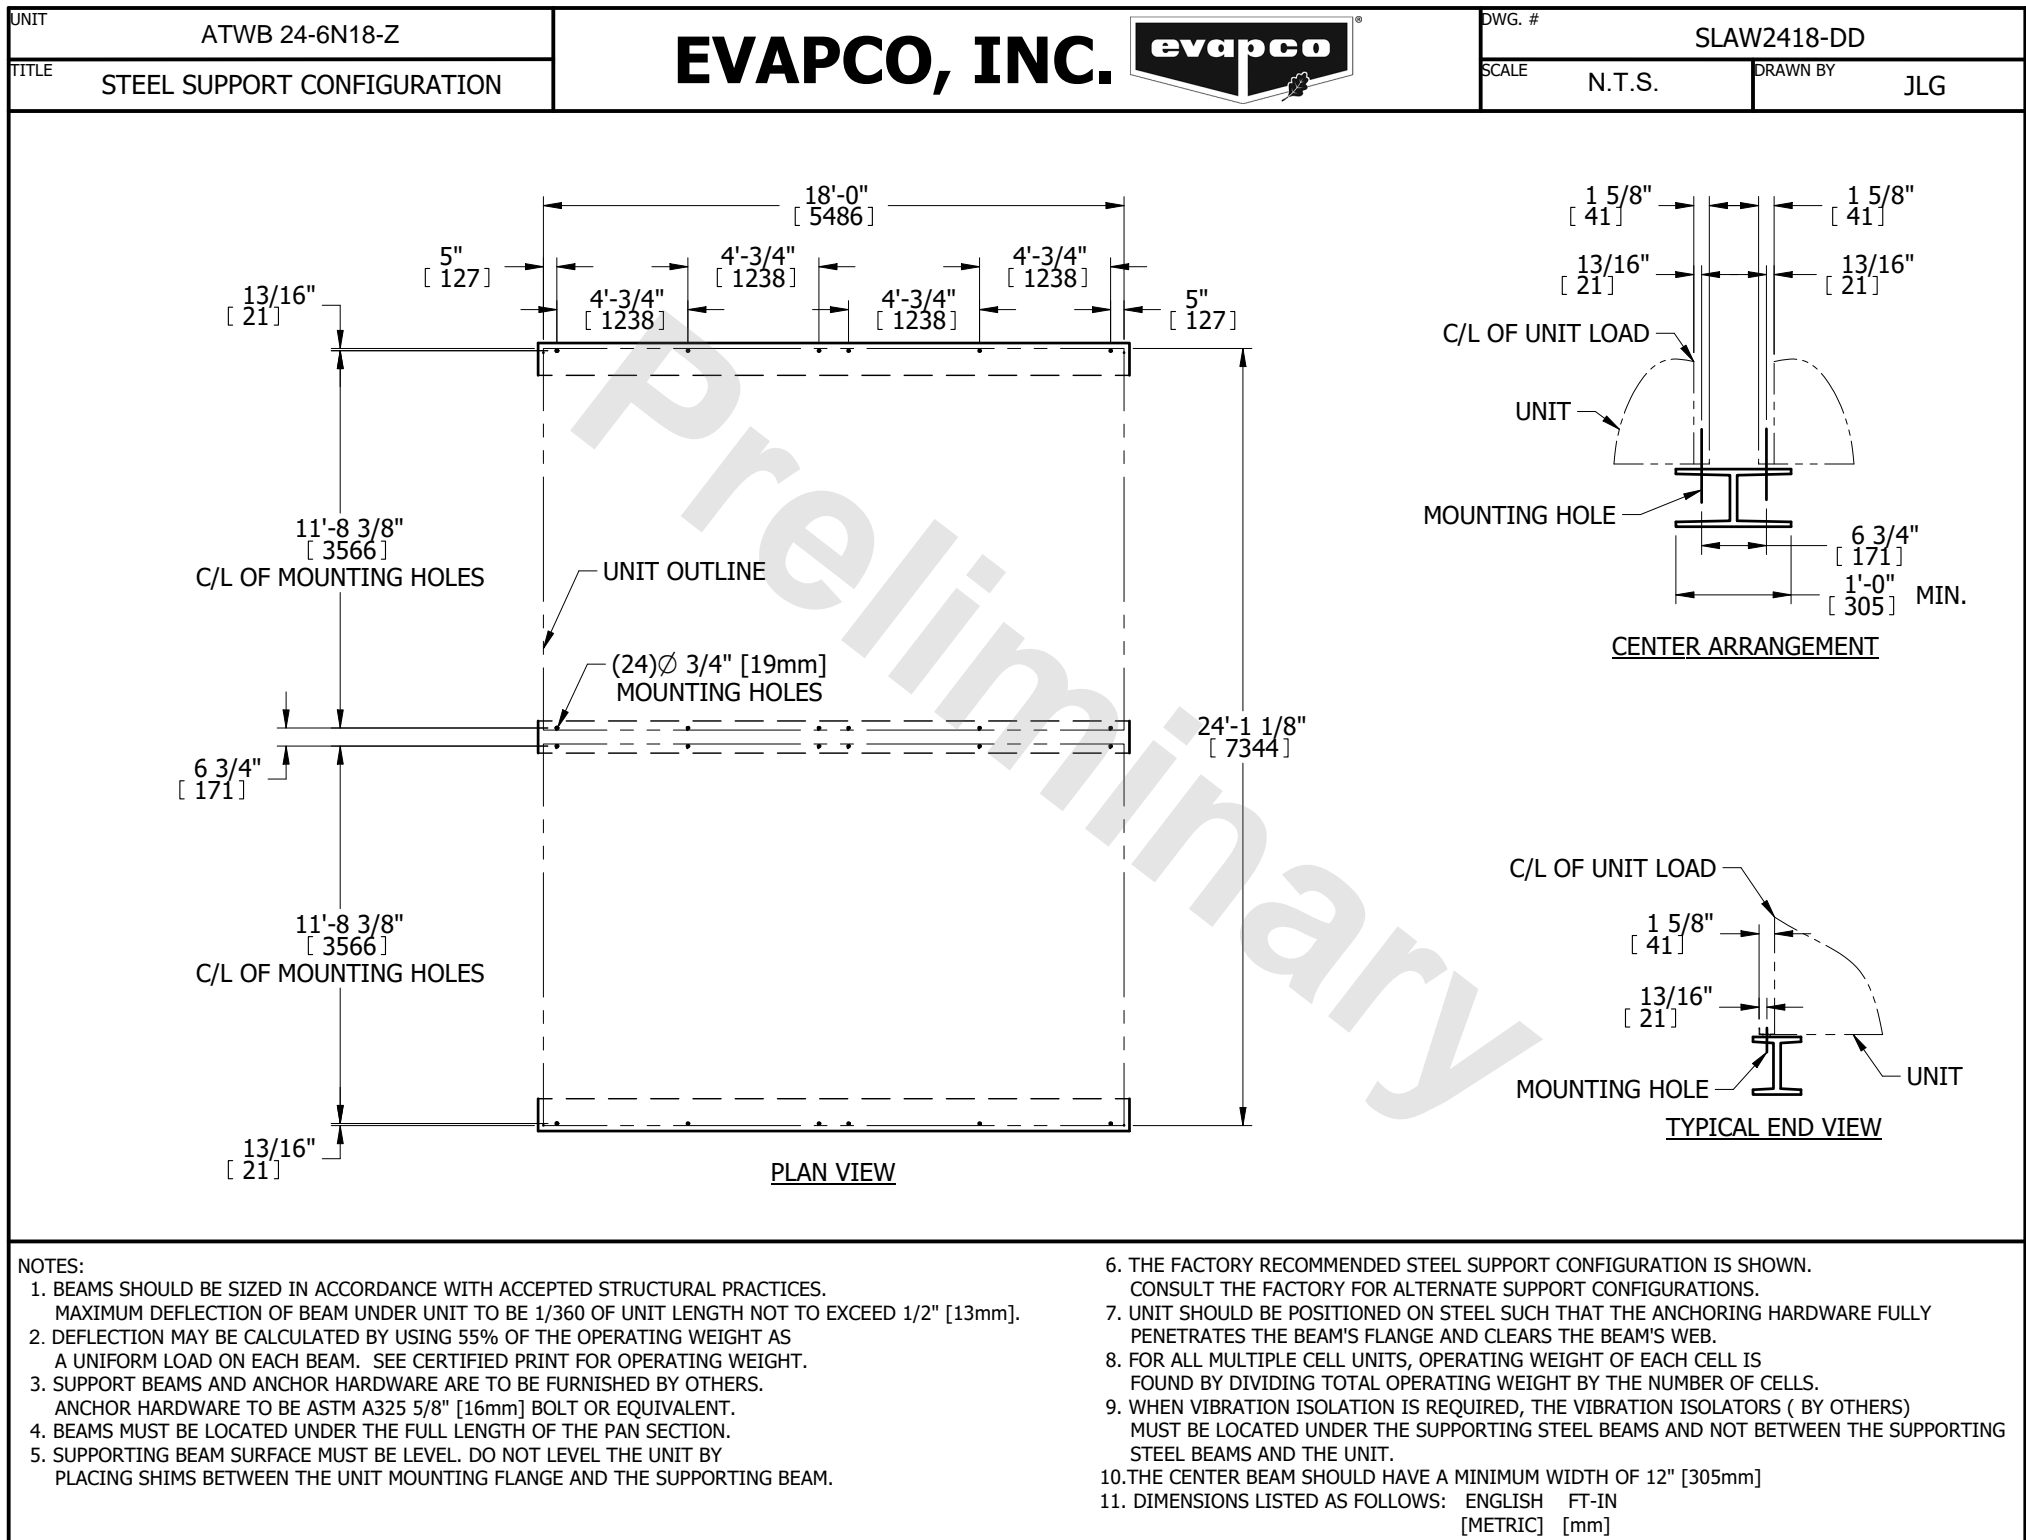 UNIT
ATWB 24-6N18-Z
TITLE
STEEL SUPPORT CONFIGURATION
EVAPCO, INC.
evapco
®
DWG. #
SLAW2418-DD
SCALE
N.T.S.
DRAWN BY
JLG
18'-0"
[ 5486 ]
5"
[ 127 ]
4'-3/4"
[ 1238 ]
4'-3/4"
[ 1238 ]
4'-3/4"
[ 1238 ]
4'-3/4"
[ 1238 ]
5"
[ 127 ]
13/16"
[ 21 ]
11'-8 3/8"
[ 3566 ]
C/L OF MOUNTING HOLES
UNIT OUTLINE
(24)Ø 3/4" [19mm]
MOUNTING HOLES
6 3/4"
[ 171 ]
24'-1 1/8"
[ 7344 ]
11'-8 3/8"
[ 3566 ]
C/L OF MOUNTING HOLES
13/16"
[ 21 ]
PLAN VIEW
Preliminary
1 5/8"
[ 41 ]
1 5/8"
[ 41 ]
13/16"
[ 21 ]
13/16"
[ 21 ]
C/L OF UNIT LOAD
UNIT
MOUNTING HOLE
6 3/4"
[ 171 ]
1'-0"
[ 305 ] MIN.
CENTER ARRANGEMENT
C/L OF UNIT LOAD
1 5/8"
[ 41 ]
13/16"
[ 21 ]
MOUNTING HOLE
UNIT
TYPICAL END VIEW
NOTES:
1. BEAMS SHOULD BE SIZED IN ACCORDANCE WITH ACCEPTED STRUCTURAL PRACTICES.
MAXIMUM DEFLECTION OF BEAM UNDER UNIT TO BE 1/360 OF UNIT LENGTH NOT TO EXCEED 1/2" [13mm].
2. DEFLECTION MAY BE CALCULATED BY USING 55% OF THE OPERATING WEIGHT AS
A UNIFORM LOAD ON EACH BEAM. SEE CERTIFIED PRINT FOR OPERATING WEIGHT.
3. SUPPORT BEAMS AND ANCHOR HARDWARE ARE TO BE FURNISHED BY OTHERS.
ANCHOR HARDWARE TO BE ASTM A325 5/8" [16mm] BOLT OR EQUIVALENT.
4. BEAMS MUST BE LOCATED UNDER THE FULL LENGTH OF THE PAN SECTION.
5. SUPPORTING BEAM SURFACE MUST BE LEVEL. DO NOT LEVEL THE UNIT BY
PLACING SHIMS BETWEEN THE UNIT MOUNTING FLANGE AND THE SUPPORTING BEAM.
6. THE FACTORY RECOMMENDED STEEL SUPPORT CONFIGURATION IS SHOWN.
CONSULT THE FACTORY FOR ALTERNATE SUPPORT CONFIGURATIONS.
7. UNIT SHOULD BE POSITIONED ON STEEL SUCH THAT THE ANCHORING HARDWARE FULLY
PENETRATES THE BEAM'S FLANGE AND CLEARS THE BEAM'S WEB.
8. FOR ALL MULTIPLE CELL UNITS, OPERATING WEIGHT OF EACH CELL IS
FOUND BY DIVIDING TOTAL OPERATING WEIGHT BY THE NUMBER OF CELLS.
9. WHEN VIBRATION ISOLATION IS REQUIRED, THE VIBRATION ISOLATORS ( BY OTHERS)
MUST BE LOCATED UNDER THE SUPPORTING STEEL BEAMS AND NOT BETWEEN THE SUPPORTING
STEEL BEAMS AND THE UNIT.
10.THE CENTER BEAM SHOULD HAVE A MINIMUM WIDTH OF 12" [305mm]
11. DIMENSIONS LISTED AS FOLLOWS: ENGLISH FT-IN
[METRIC] [mm]